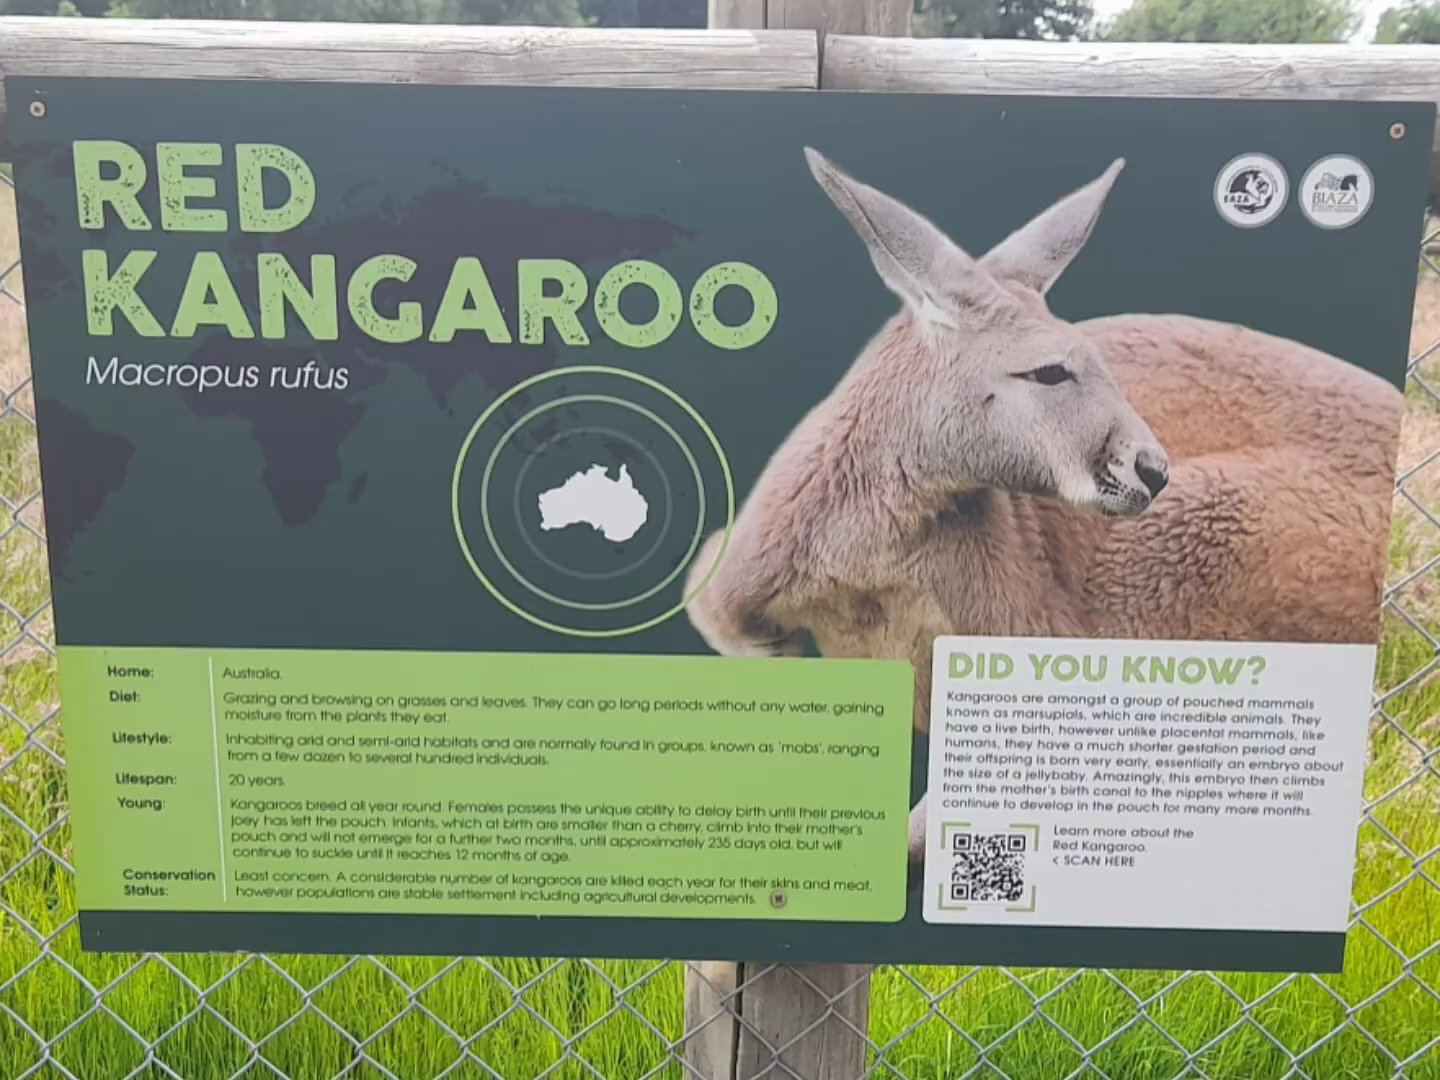 RED
KANGAROO
Macropus rufus
EAZA
BIAZA
Home: Australia.
Diet: Grazing and browsing on grasses and leaves. They can go long periods without any water, gaining
moisture from the plants they eat.
Lifestyle: Inhabiting arid and semi-arid habitats and are normally found in groups, known as 'mobs', ranging
from a few dozen to several hundred individuals.
Lifespan: 20 years.
Young: Kangaroos breed all year round. Females possess the unique ability to delay birth until their previous
joey has left the pouch. Infants, which at birth are smaller than a cherry, climb into their mother's
pouch and will not emerge for a further two months, until approximately 235 days old, but will
continue to suckle until it reaches 12 months of age.
Conservation Status: Least concern. A considerable number of kangaroos are killed each year for their skins and meat,
however populations are stable settlement including agricultural developments.
DID YOU KNOW?
Kangaroos are amongst a group of pouched mammals
known as marsupials, which are incredible animals. They
have a live birth, however unlike placental mammals, like
humans, they have a much shorter gestation period and
their offspring is born very early, essentially an embryo about
the size of a jellybaby. Amazingly, this embryo then climbs
from the mother's birth canal to the nipples where it will
continue to develop in the pouch for many more months.
Learn more about the
Red Kangaroo.
< SCAN HERE